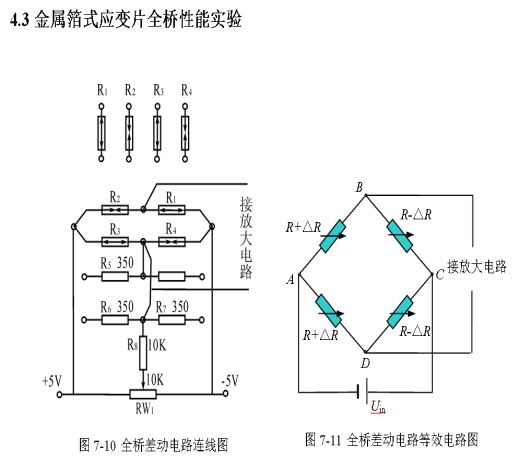 4.3 金属箔式应变片全桥性能实验
R1 R2 R3 R4
R2 R1
R3 R4
R5 350
R6 350 R7 350
R8 10K
10K
+5V -5V
RW1
接放大电路
图 7-10 全桥差动电路连线图
B
R+△R R-△R
A C 接放大电路
R+△R R-△R
D
Uin
图 7-11 全桥差动电路等效电路图